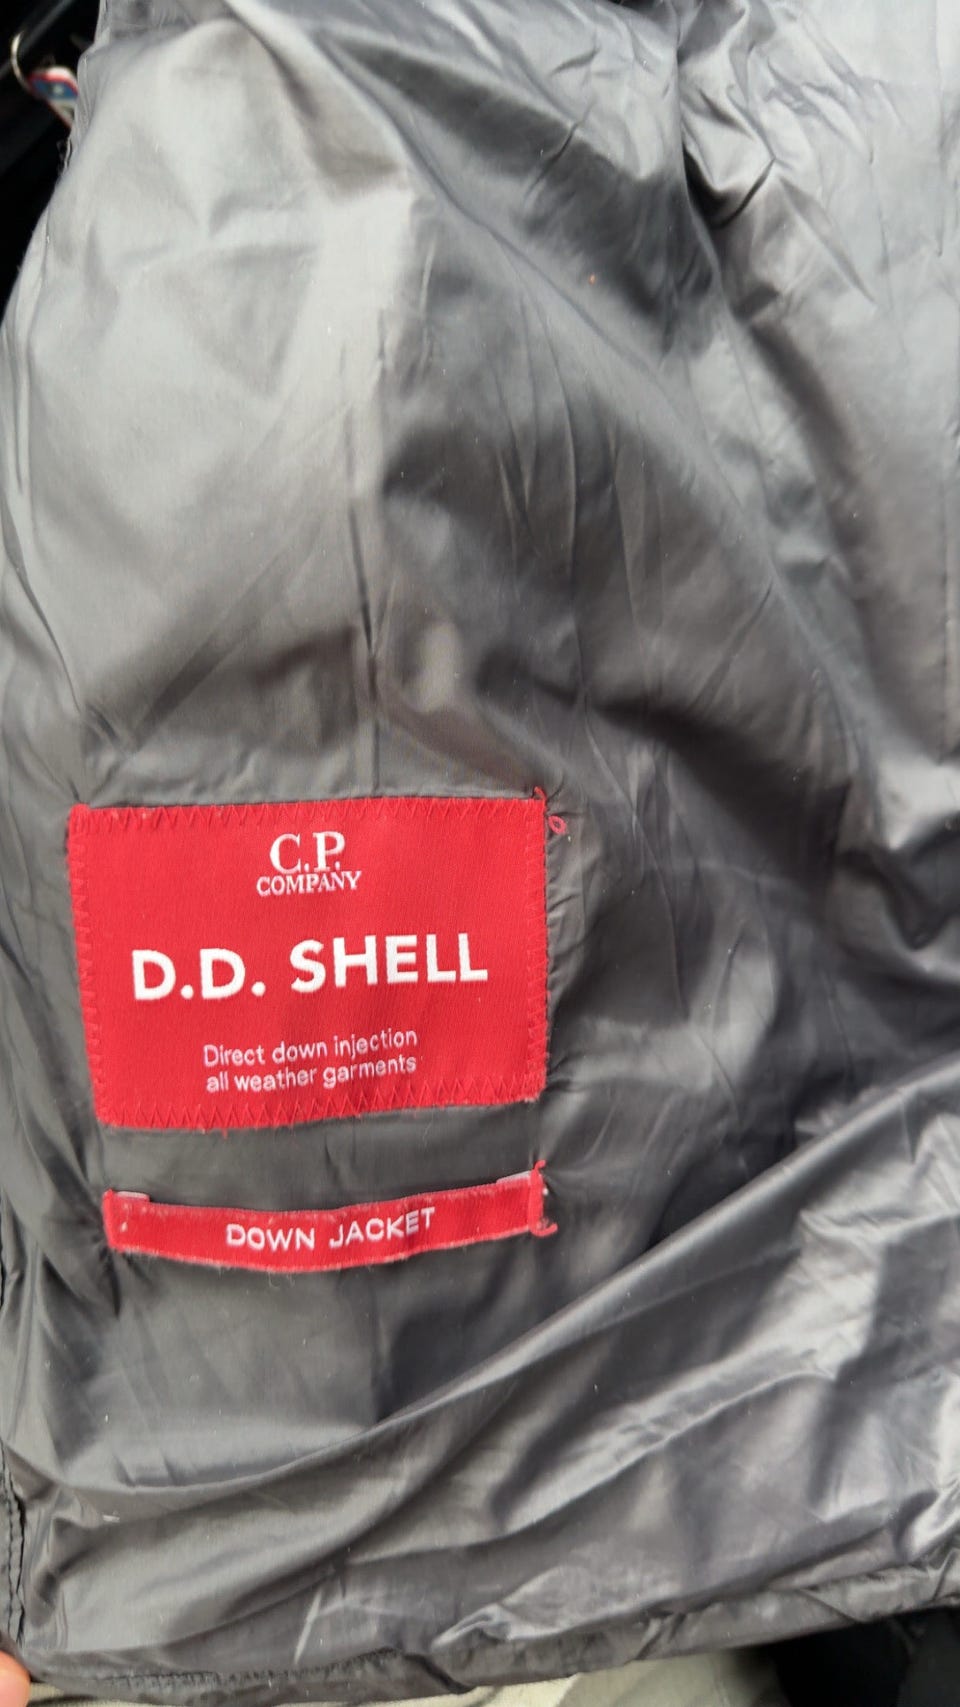 C.P.
COMPANY
D.D. SHELL
Direct down injection
all weather garments
DOWN JACKET